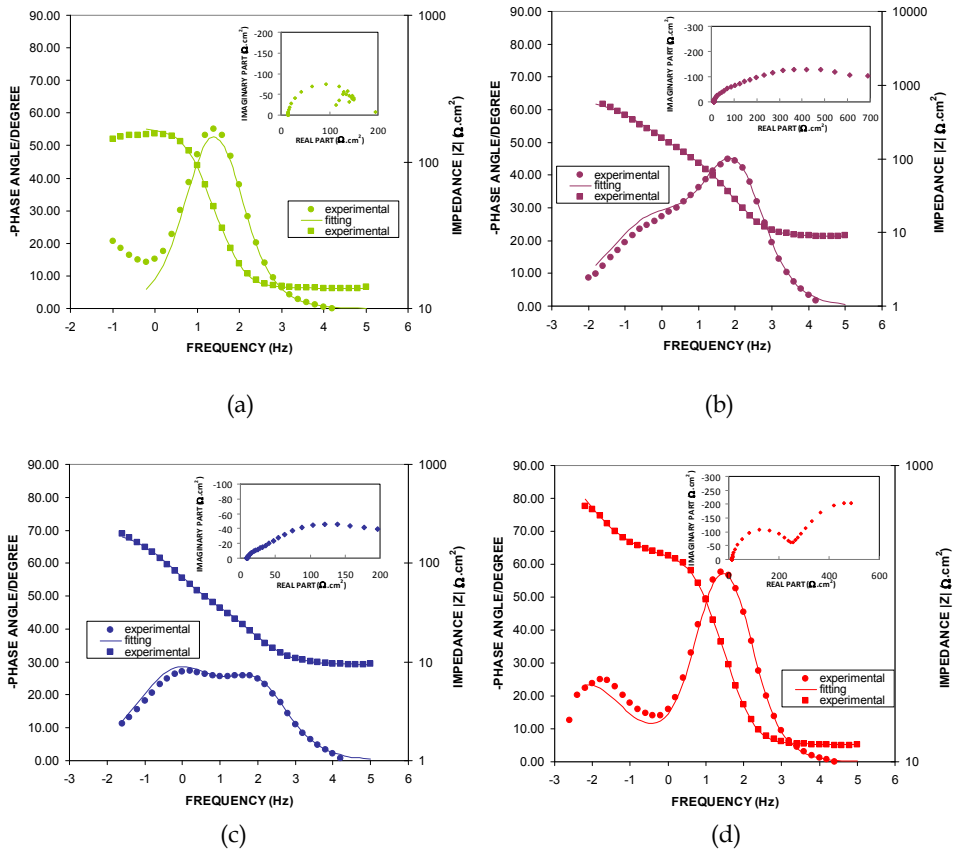 90.00
80.00
70.00
60.00
50.00
40.00
30.00
20.00
10.00
0.00
-PHASE ANGLE/DEGREE
-2 -1 0 1 2 3 4 5 6
FREQUENCY (Hz)
1000
100
10
IMPEDANCE |Z| Ω.cm²)
experimental
fitting
experimental
IMAGINARY PART Ω.cm²)
-200
-150
-100
-50
0
0 100 200
REAL PART (Ω.cm²)
(a)
90.00
80.00
70.00
60.00
50.00
40.00
30.00
20.00
10.00
0.00
-PHASE ANGLE/DEGREE
-3 -2 -1 0 1 2 3 4 5 6
FREQUENCY (Hz)
10000
1000
100
10
1
IMPEDANCE |Z| Ω.cm²)
experimental
fitting
experimental
IMAGINARY PART Ω.cm²)
-300
-200
-100
0
0 100 200 300 400 500 600 700
REAL PART (Ω.cm²)
(b)
90.00
80.00
70.00
60.00
50.00
40.00
30.00
20.00
10.00
0.00
-PHASE ANGLE/DEGREE
-3 -2 -1 0 1 2 3 4 5 6
FREQUENCY (Hz)
1000
100
10
1
IMPEDANCE |Z| Ω.cm²)
experimental
fitting
experimental
IMAGINARY PART Ω.cm²)
-100
-80
-60
-40
-20
0
0 50 100 150 200
REAL PART (Ω.cm²)
(c)
90.00
80.00
70.00
60.00
50.00
40.00
30.00
20.00
10.00
0.00
-PHASE ANGLE/DEGREE
-3 -2 -1 0 1 2 3 4 5 6
FREQUENCY (Hz)
1000
10
IMPEDANCE |Z| Ω.cm²)
experimental
fitting
experimental
IMAGINARY PART Ω.cm²)
-300
-250
-200
-150
-100
-50
0
0 200 400 600
REAL PART (Ω.cm²)
(d)